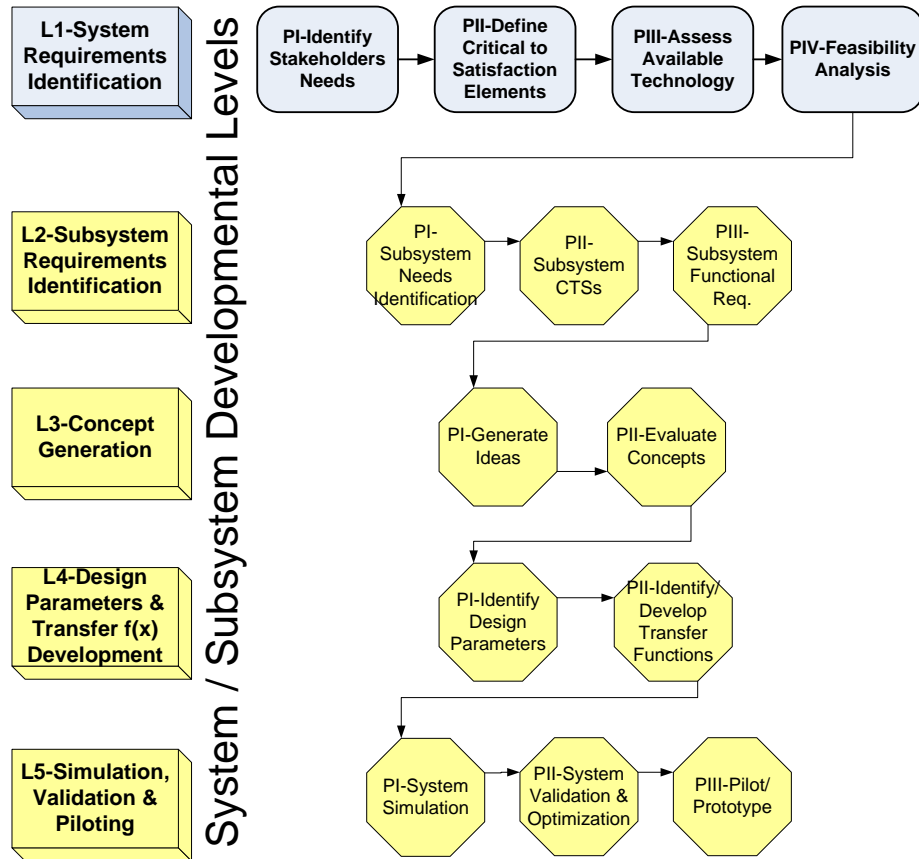 L1-System
Requirements
Identification
System / Subsystem Developmental Levels
PI-Identify
Stakeholders
Needs
PII-Define
Critical to
Satisfaction
Elements
PIII-Assess
Available
Technology
PIV-Feasibility
Analysis
L2-Subsystem
Requirements
Identification
PI-
Subsystem
Needs
Identification
PII-
Subsystem
CTSs
PIII-
Subsystem
Functional
Req.
L3-Concept
Generation
PI-Generate
Ideas
PII-Evaluate
Concepts
L4-Design
Parameters &
Transfer f(x)
Development
PI-Identify
Design
Parameters
PII-Identify/
Develop
Transfer
Functions
L5-Simulation,
Validation &
Piloting
PI-System
Simulation
PII-System
Validation &
Optimization
PIII-Pilot/
Prototype